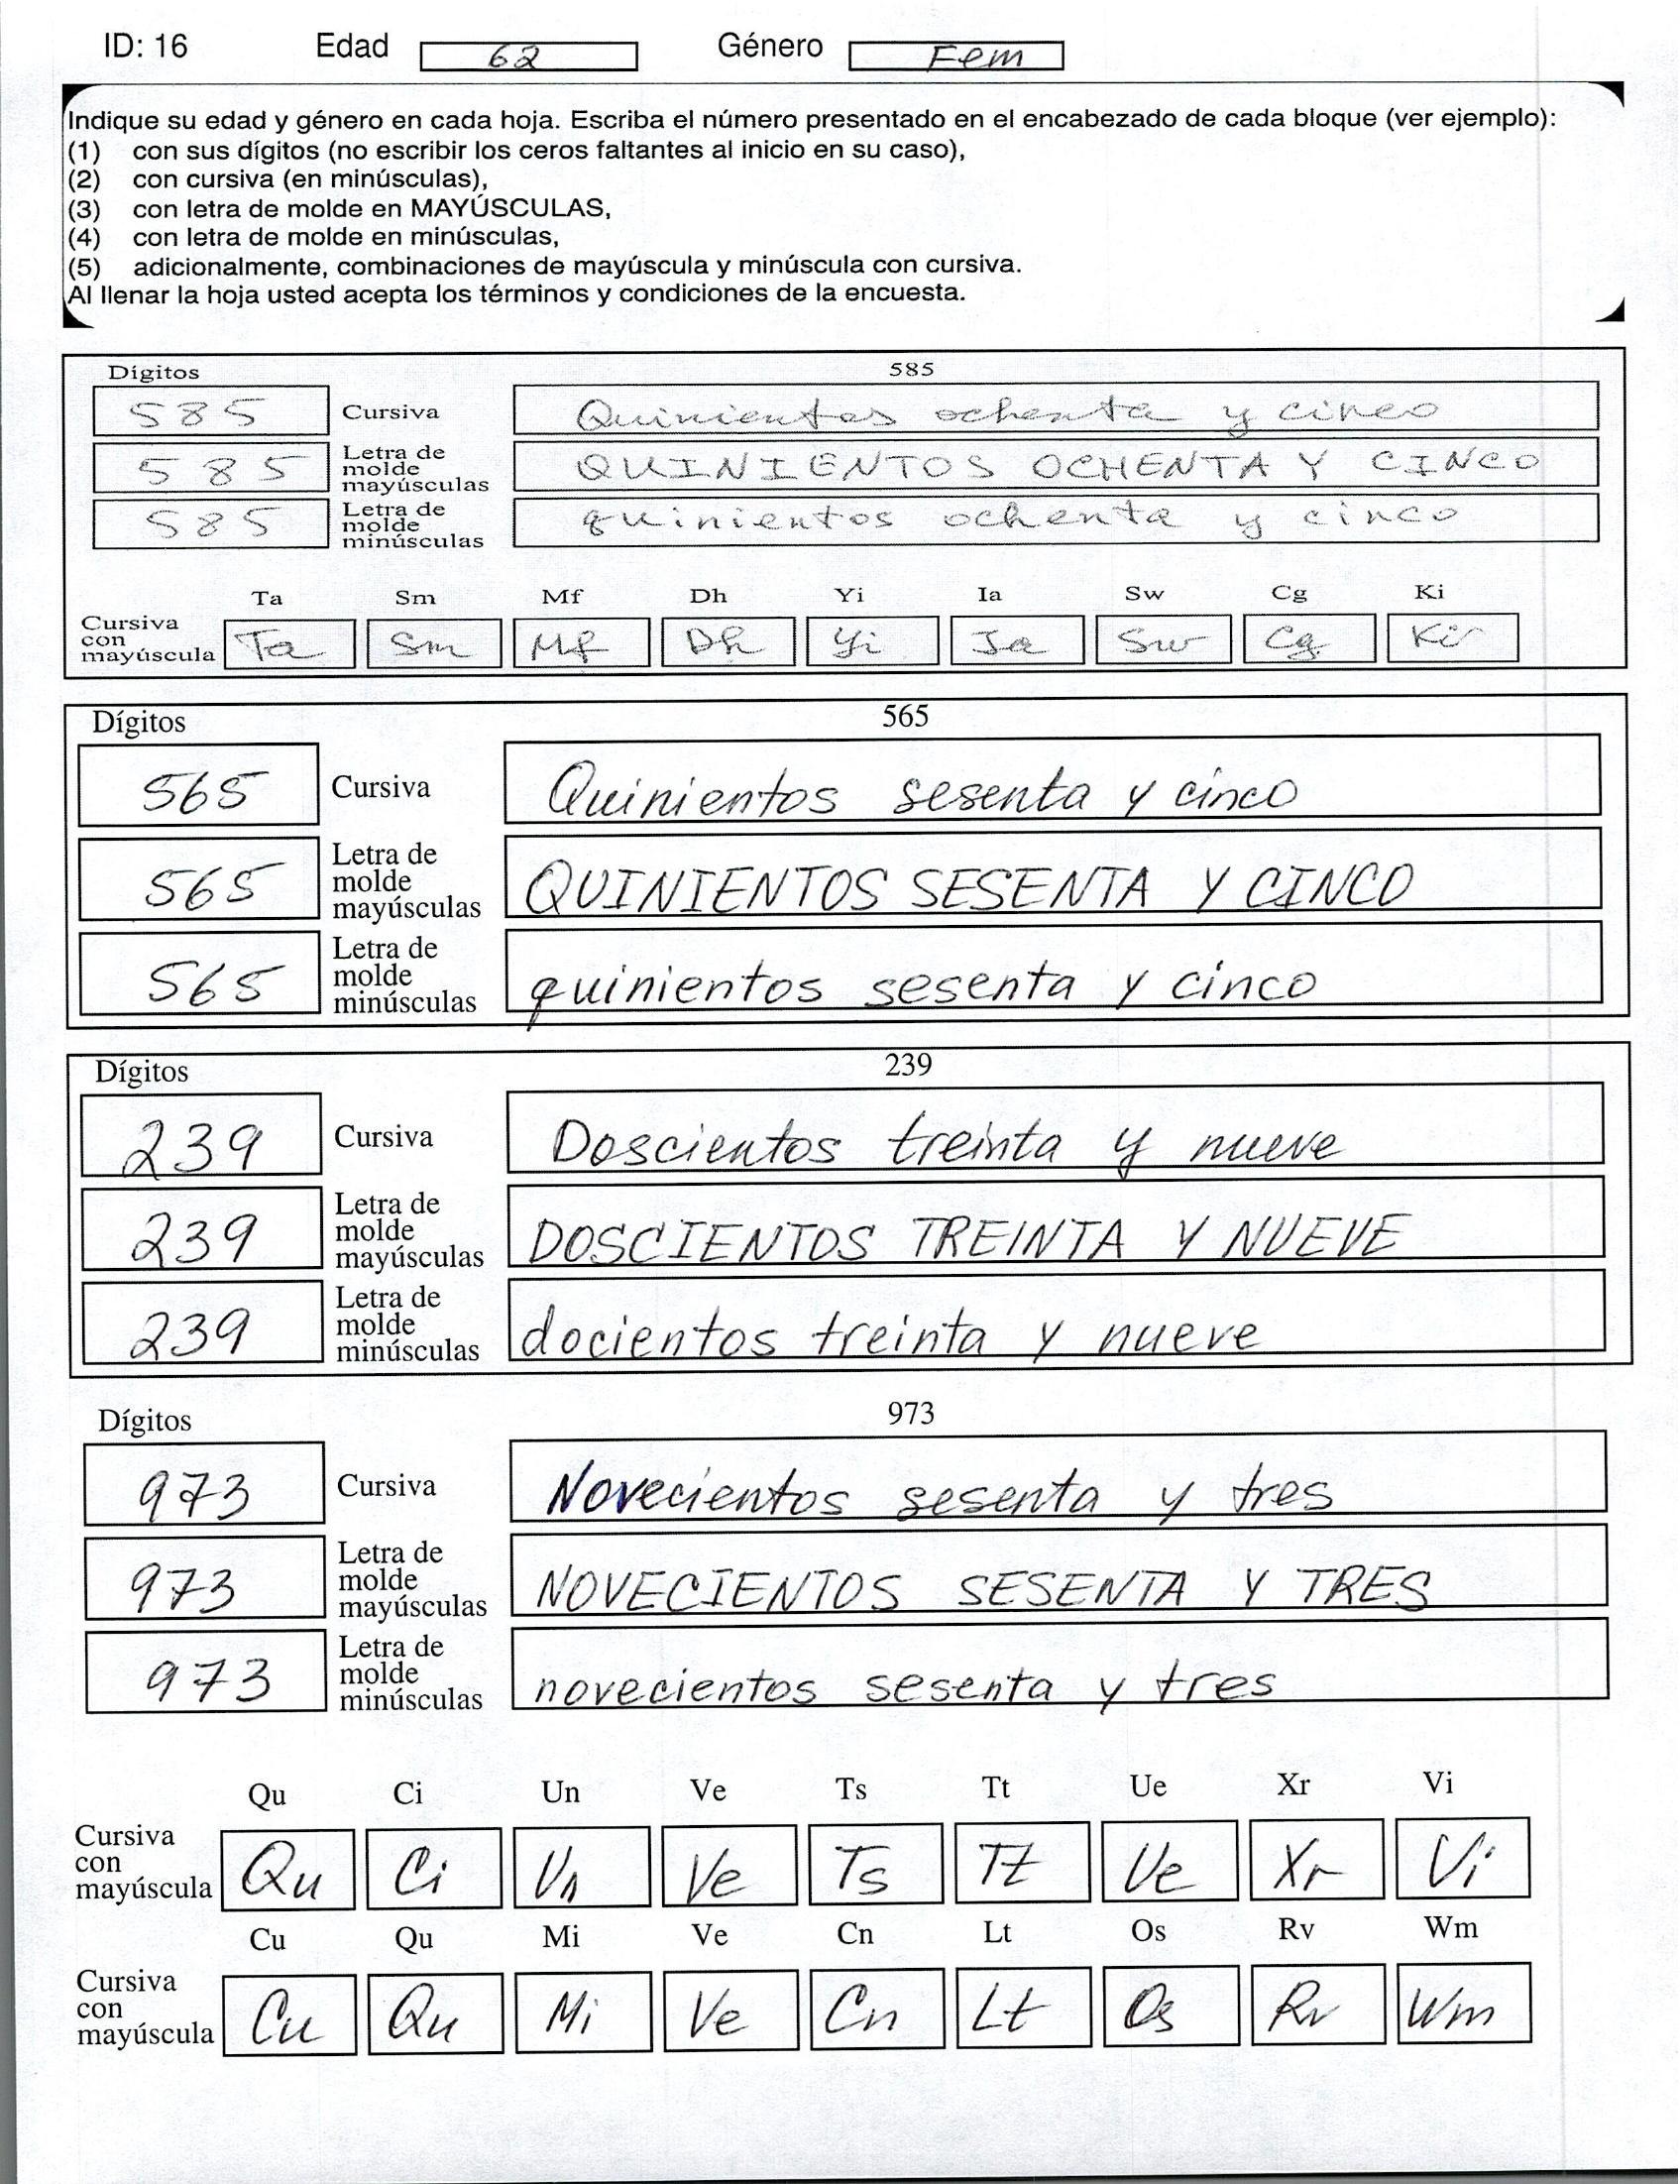 ID: 16 Edad 62 Género Fem
Indique su edad y género en cada hoja. Escriba el número presentado en el encabezado de cada bloque (ver ejemplo):
(1) con sus dígitos (no escribir los ceros faltantes al inicio en su caso),
(2) con cursiva (en minúsculas),
(3) con letra de molde en MAYÚSCULAS,
(4) con letra de molde en minúsculas,
(5) adicionalmente, combinaciones de mayúscula y minúscula con cursiva.
Al llenar la hoja usted acepta los términos y condiciones de la encuesta.
Dígitos 585
585 Cursiva Quinientos ochenta y cinco
585 Letra de molde mayúsculas QUINIENTOS OCHENTA Y CINCO
585 Letra de molde minúsculas quinientos ochenta y cinco
Ta Sm Mf Dh Yi Ia Sw Cg Ki
Cursiva con mayúscula Ta Sm Mf Dh Yi Ia Sw Cg Ki
Dígitos 565
565 Cursiva Quinientos sesenta y cinco
565 Letra de molde mayúsculas QUINIENTOS SESENTA Y CINCO
565 Letra de molde minúsculas quinientos sesenta y cinco
Dígitos 239
239 Cursiva Doscientos treinta y nueve
239 Letra de molde mayúsculas DOSCIENTOS TREINTA Y NUEVE
239 Letra de molde minúsculas docientos treinta y nueve
Dígitos 973
973 Cursiva Novecientos sesenta y tres
973 Letra de molde mayúsculas NOVECIENTOS SESENTA Y TRES
973 Letra de molde minúsculas novecientos sesenta y tres
Qu Ci Un Ve Ts Tt Ue Xr Vi
Cursiva con mayúscula Qu Ci Un Ve Ts Tt Ue Xr Vi
Cu Qu Mi Ve Cn Lt Os Rv Wm
Cursiva con mayúscula Cu Qu Mi Ve Cn Lt Os Rv Wm